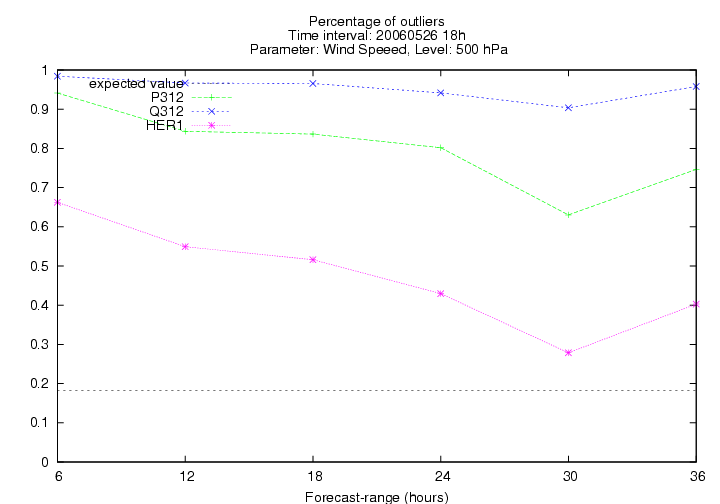 Percentage of outliers
Time interval: 20060526 18h
Parameter: Wind Speeed, Level: 500 hPa
1
0.9
0.8
0.7
0.6
0.5
0.4
0.3
0.2
0.1
0
expected value
P312
Q312
HER1
6 12 18 24 30 36
Forecast-range (hours)